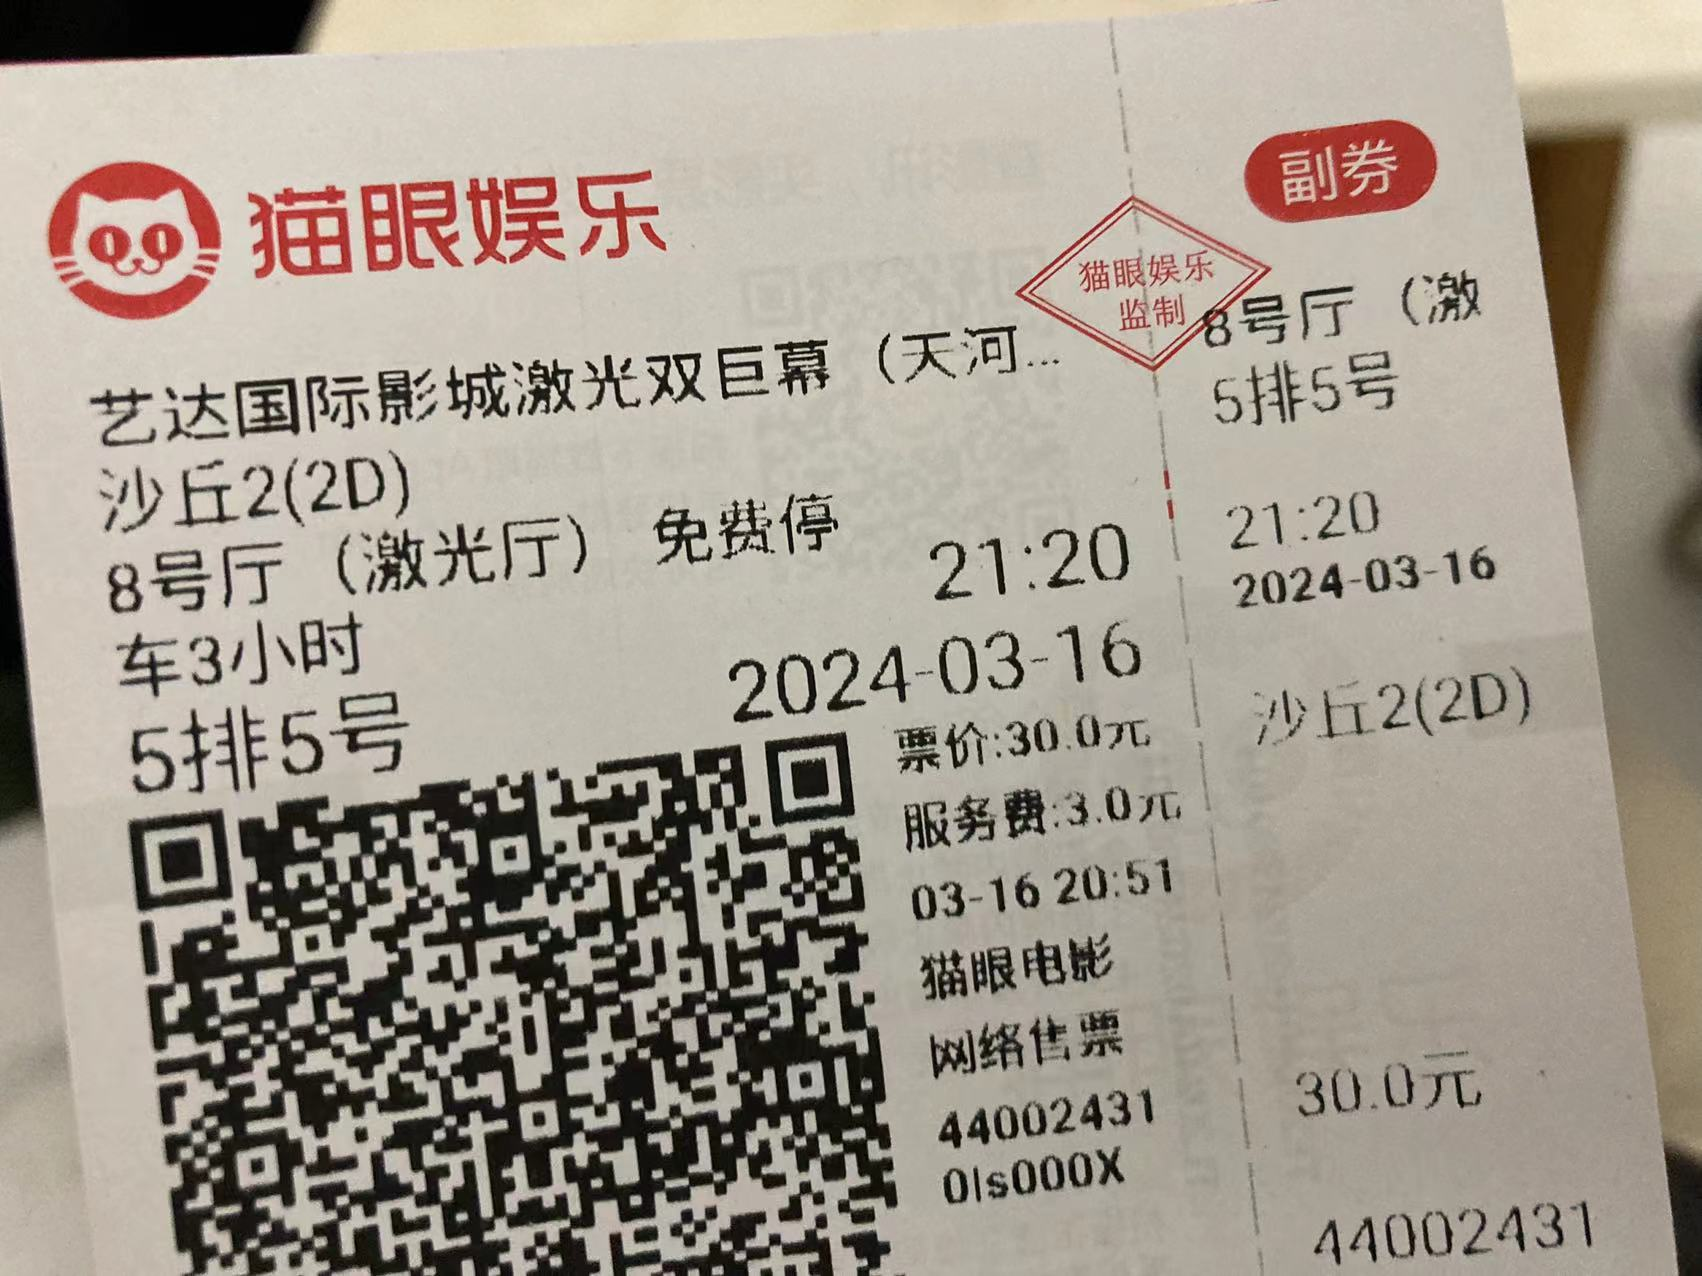 猫眼娱乐
副券
猫眼娱乐
监制
艺达国际影城激光双巨幕（天河...
沙丘2(2D)
8号厅（激光厅） 免费停
车3小时
5排5号
21:20
2024-03-16
票价:30.0元
服务费:3.0元
03-16 20:51
猫眼电影
网络售票
44002431
0ls000X
8号厅（激
5排5号
21:20
2024-03-16
沙丘2(2D)
30.0元
44002431